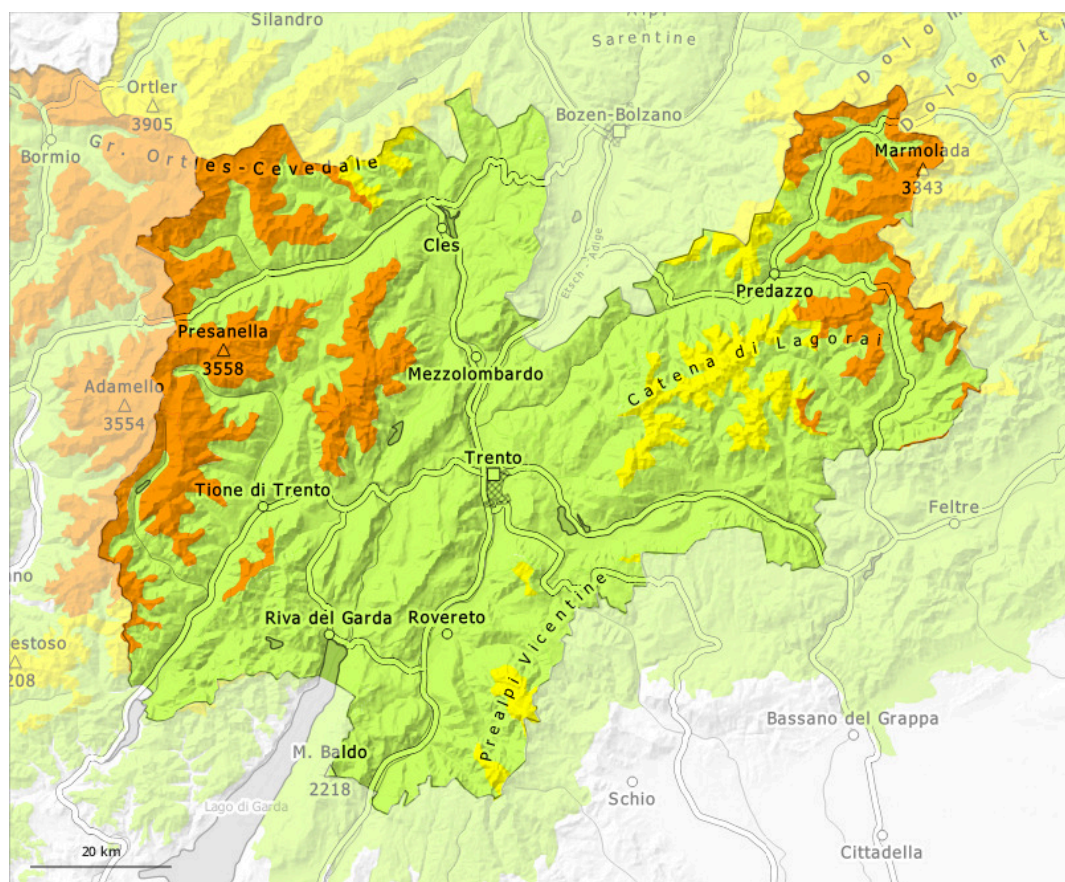 Silandro
Sarentine
Dolomiti
Ortler
3905
Bozen-Bolzano
Bormio
Gr. Ortles-Cevedale
Marmolada
3343
Etsch - Adige
Cles
Predazzo
Presanella
3558
Catena di Lagorai
Mezzolombardo
Adamello
3554
Trento
Tione di Trento
Feltre
Riva del Garda
Rovereto
Prealpi Vicentine
estoso
208
Bassano del Grappa
M. Baldo
2218
Lago di Garda
Schio
20 km
Cittadella